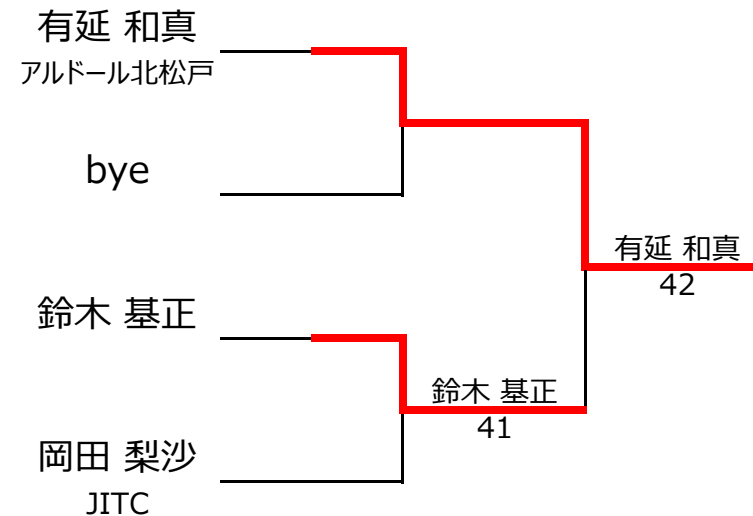 有延 和真
アルドール北松戸
bye
有延 和真
42
鈴木 基正
鈴木 基正
41
岡田 梨沙
JITC